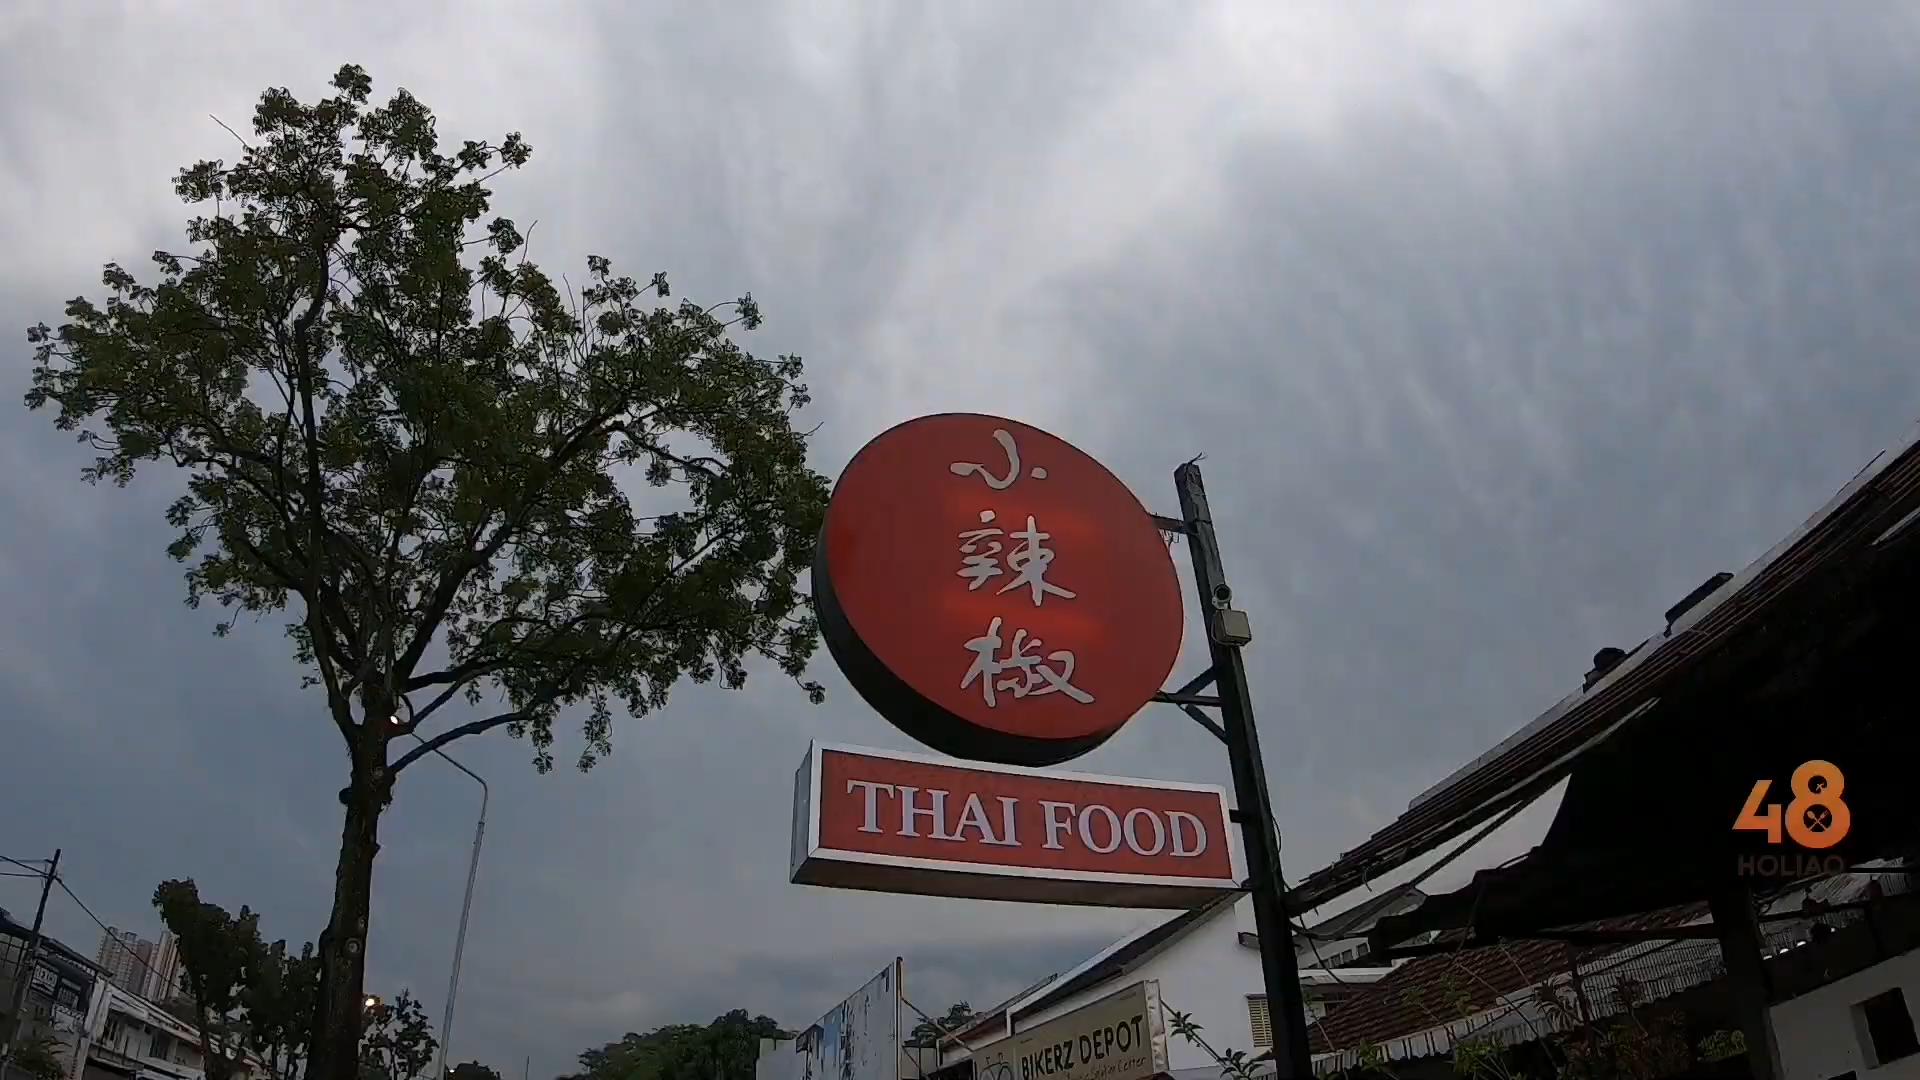 小
辣
椒
THAI FOOD
48
HOLIAO
BIKERZ DEPOT